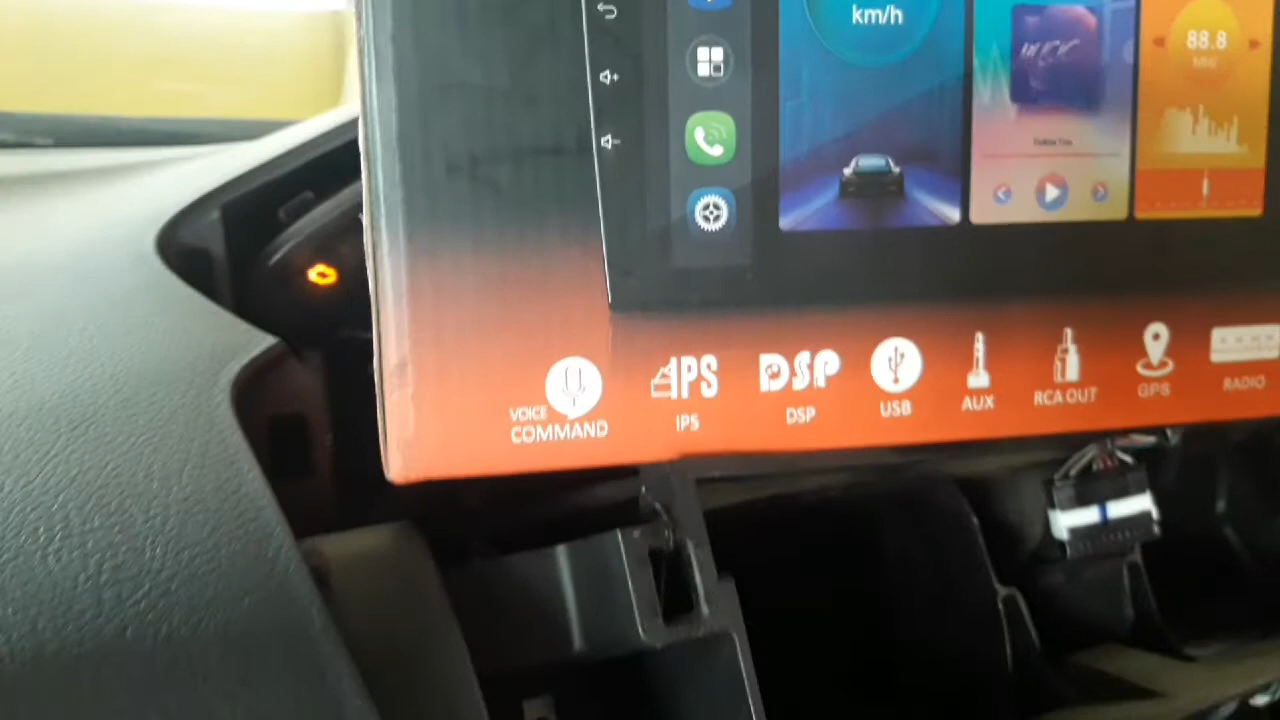 km/h
88.8
VOICE
COMMAND
IPS
IPS
DSP
DSP
USB
AUX
RCA OUT
GPS
RADIO